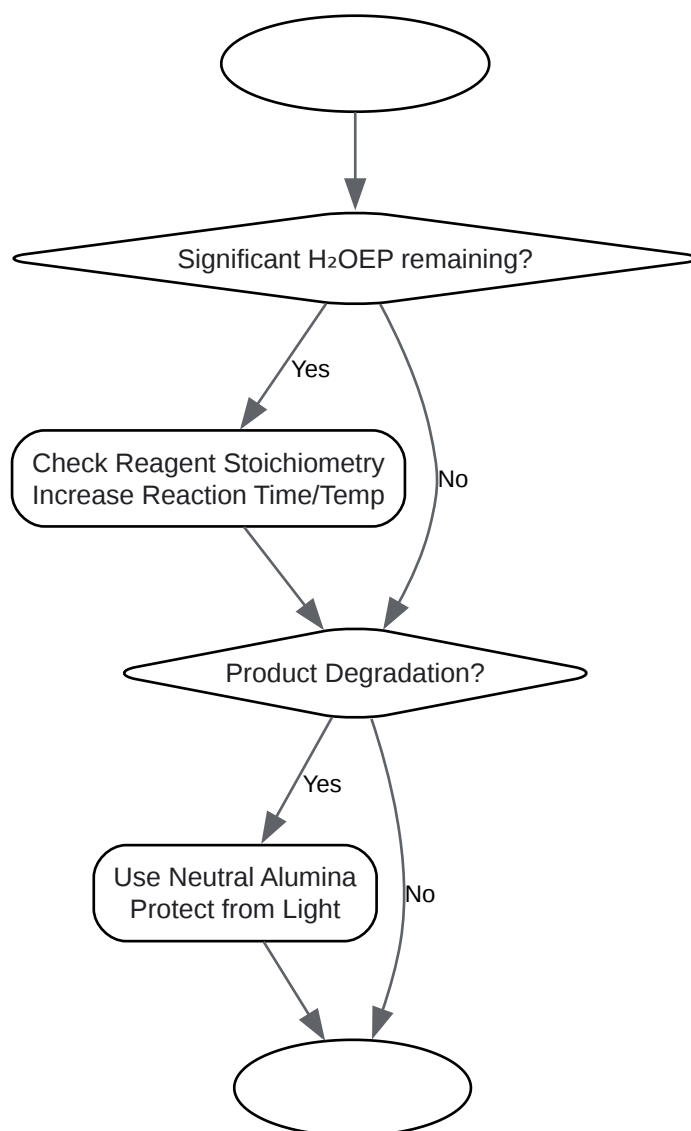 Significant H₂OEP remaining?
Yes
Check Reagent Stoichiometry
Increase Reaction Time/Temp
No
Product Degradation?
Yes
Use Neutral Alumina
Protect from Light
No